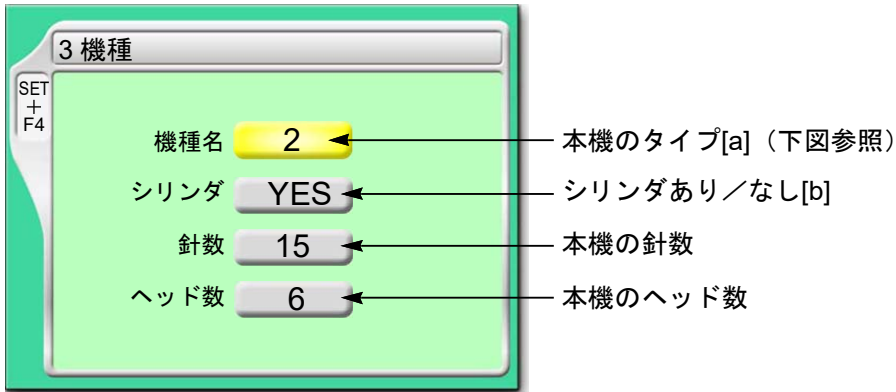 3 機種
SET
+
F4
機種名 2 本機のタイプ[a]（下図参照）
シリンダ YES シリンダあり／なし[b]
針数 15 本機の針数
ヘッド数 6 本機のヘッド数